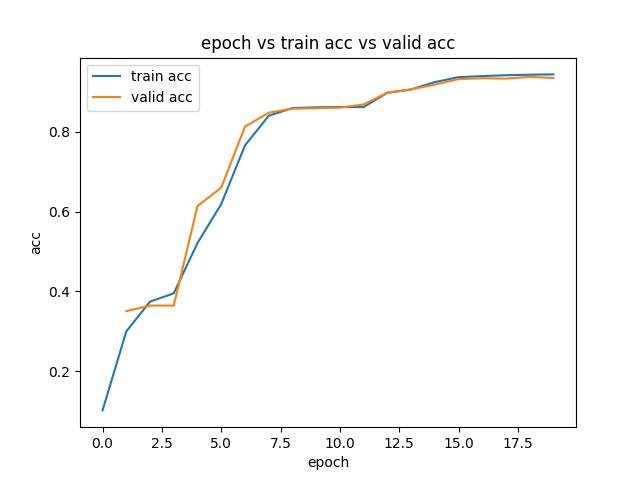 epoch vs train acc vs valid acc
train acc
valid acc
0.8
0.6
0.4
0.2
acc
0.0 2.5 5.0 7.5 10.0 12.5 15.0 17.5
epoch